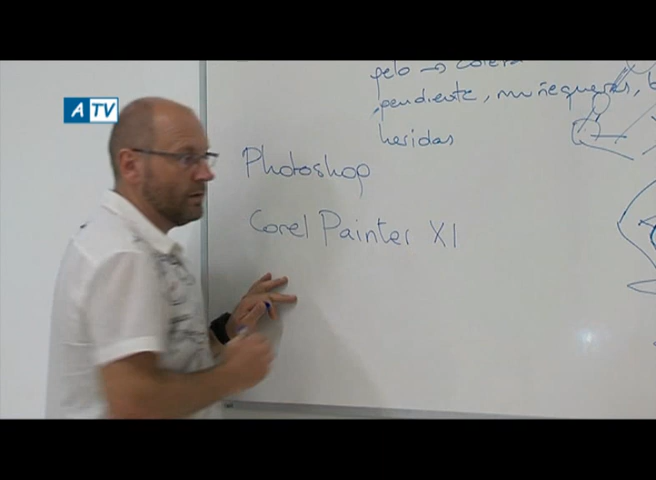 ATV
pelo → coleta
pendiente, muñequeras,
heridas
Photoshop
Corel Painter XI